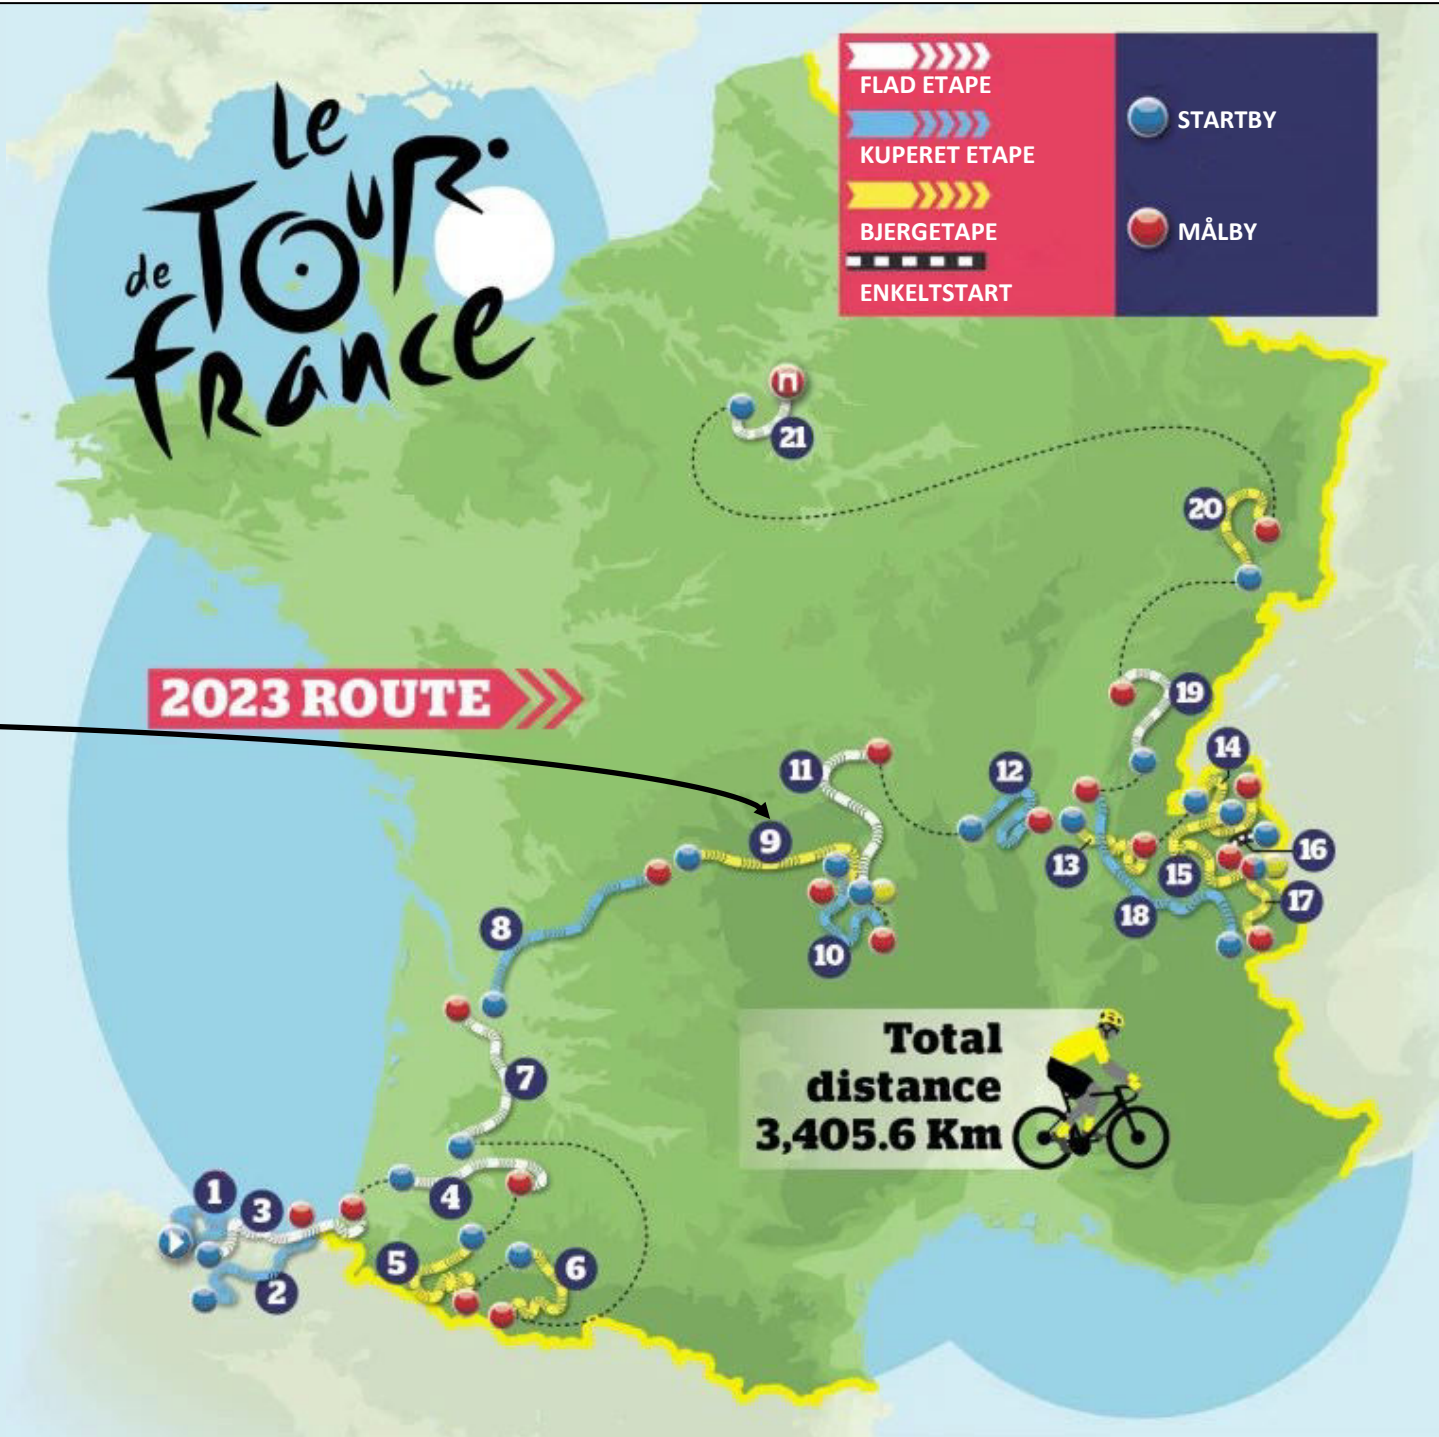 Le
TOUR
de
FRANCE
FLAD ETAPE
KUPERET ETAPE
BJERGETAPE
ENKELTSTART
STARTBY
MÅLBY
21
20
2023 ROUTE
19
14
11
12
9
16
13
15
17
18
8
10
Total
distance
3,405.6 Km
7
1
3
4
5
6
2